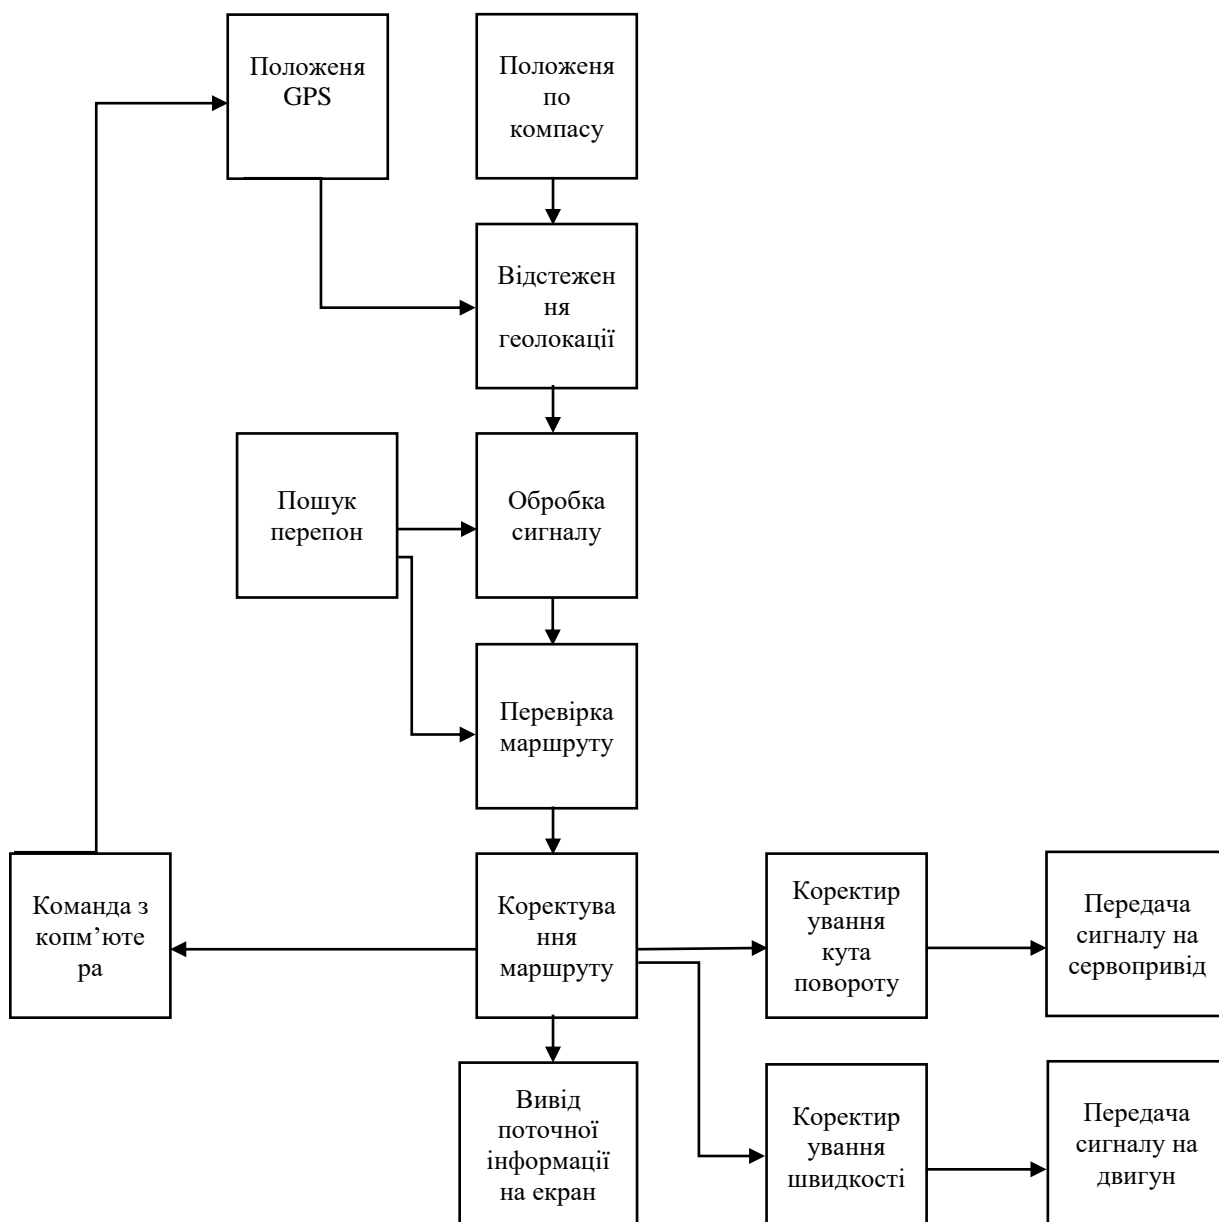 Положеня
GPS
Положеня
по
компасу
Відстежен
ня
геолокації
Пошук
перепон
Обробка
сигналу
Перевірка
маршруту
Команда з
копм’юте
ра
Коректува
ння
маршруту
Коректир
ування
кута
повороту
Передача
сигналу на
сервопривід
Вивід
поточної
інформації
на екран
Коректир
ування
швидкості
Передача
сигналу на
двигун